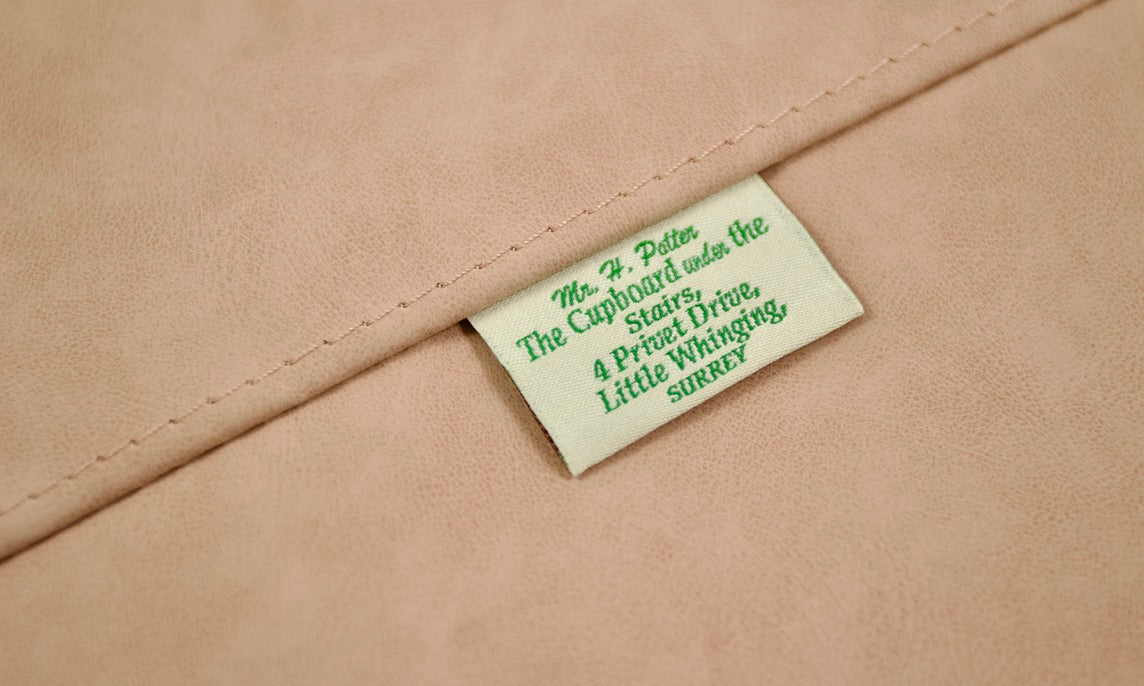 Mr. H. Potter
The Cupboard under the
Stairs,
4 Privet Drive,
Little Whinging,
SURREY